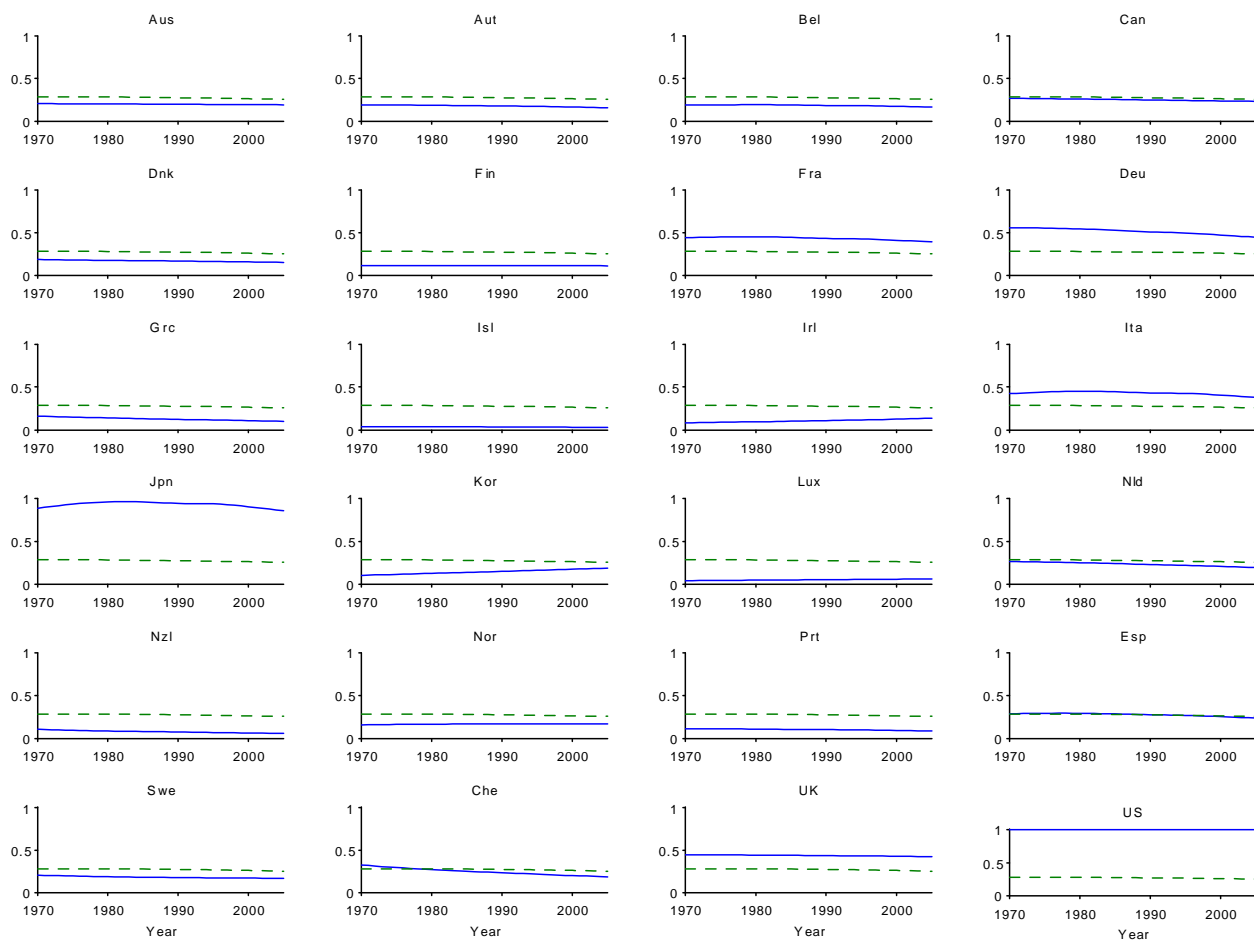 Aus Aut Bel Can
1 1 1 1
0.5 0.5 0.5 0.5
0 0 0 0
1970 1980 1990 2000 1970 1980 1990 2000 1970 1980 1990 2000 1970 1980 1990 2000
Dnk Fin Fra Deu
1 1 1 1
0.5 0.5 0.5 0.5
0 0 0 0
1970 1980 1990 2000 1970 1980 1990 2000 1970 1980 1990 2000 1970 1980 1990 2000
Grc Isl Irl Ita
1 1 1 1
0.5 0.5 0.5 0.5
0 0 0 0
1970 1980 1990 2000 1970 1980 1990 2000 1970 1980 1990 2000 1970 1980 1990 2000
Jpn Kor Lux Nld
1 1 1 1
0.5 0.5 0.5 0.5
0 0 0 0
1970 1980 1990 2000 1970 1980 1990 2000 1970 1980 1990 2000 1970 1980 1990 2000
Nzl Nor Prt Esp
1 1 1 1
0.5 0.5 0.5 0.5
0 0 0 0
1970 1980 1990 2000 1970 1980 1990 2000 1970 1980 1990 2000 1970 1980 1990 2000
Swe Che UK US
1 1 1 1
0.5 0.5 0.5 0.5
0 0 0 0
1970 1980 1990 2000 1970 1980 1990 2000 1970 1980 1990 2000 1970 1980 1990 2000
Year Year Year Year